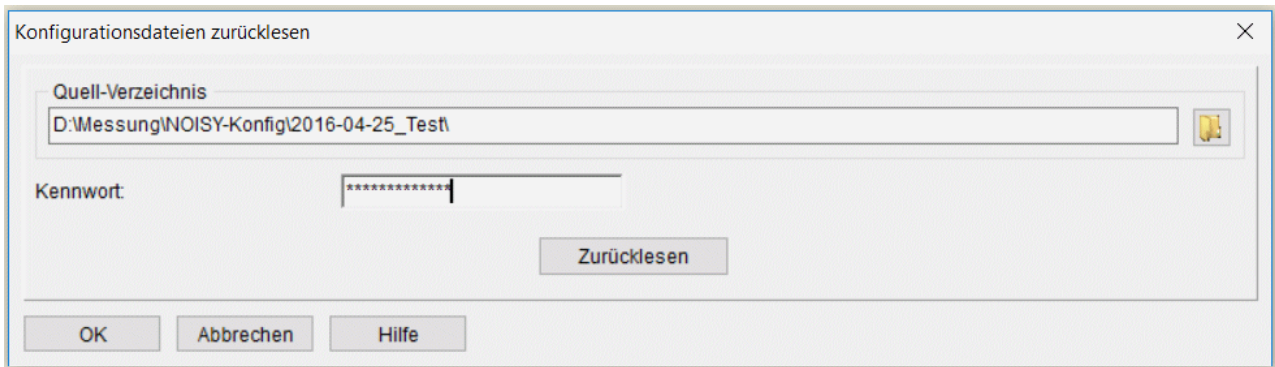 Konfigurationsdateien zurücklesen
Quell-Verzeichnis
D:\Messung\NOISY-Konfig\2016-04-25_Test\
Kennwort: *************
Zurücklesen
OK Abbrechen Hilfe